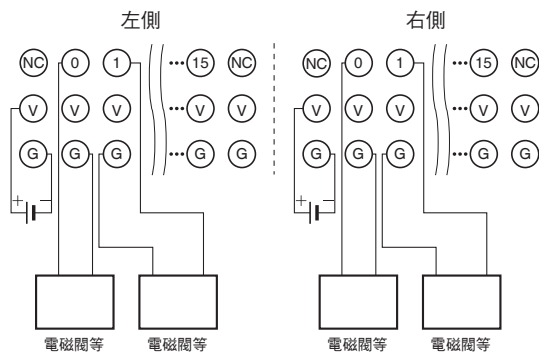 左側 右側
NC 0 1 ••• 15 NC NC 0 1 ••• 15 NC
V V V ••• V V V V V ••• V V
G G G ••• G G G G G ••• G G
+ − + −
電磁閥等 電磁閥等 電磁閥等 電磁閥等